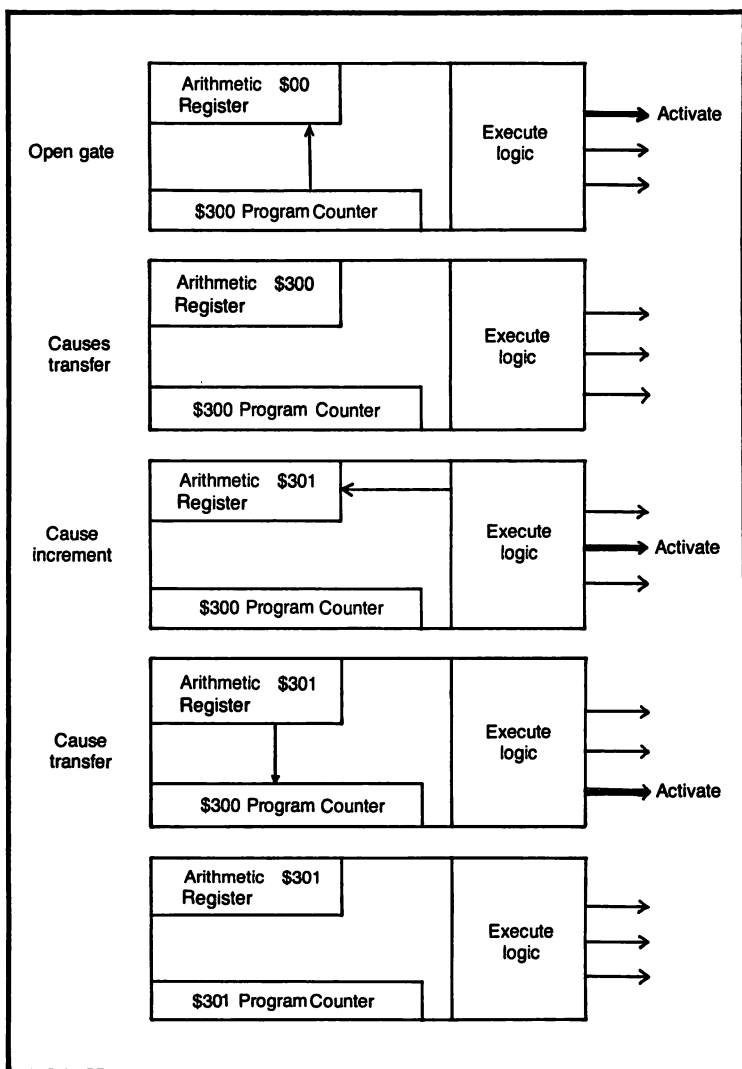 Arithmetic $00
Register
Execute
logic
Activate
Open gate
$300 Program Counter
Arithmetic $300
Register
Execute
logic
Causes
transfer
$300 Program Counter
Arithmetic $301
Register
Execute
logic
Activate
Cause
increment
$300 Program Counter
Arithmetic $301
Register
Execute
logic
Cause
transfer
Activate
$300 Program Counter
Arithmetic $301
Register
Execute
logic
$301 Program Counter